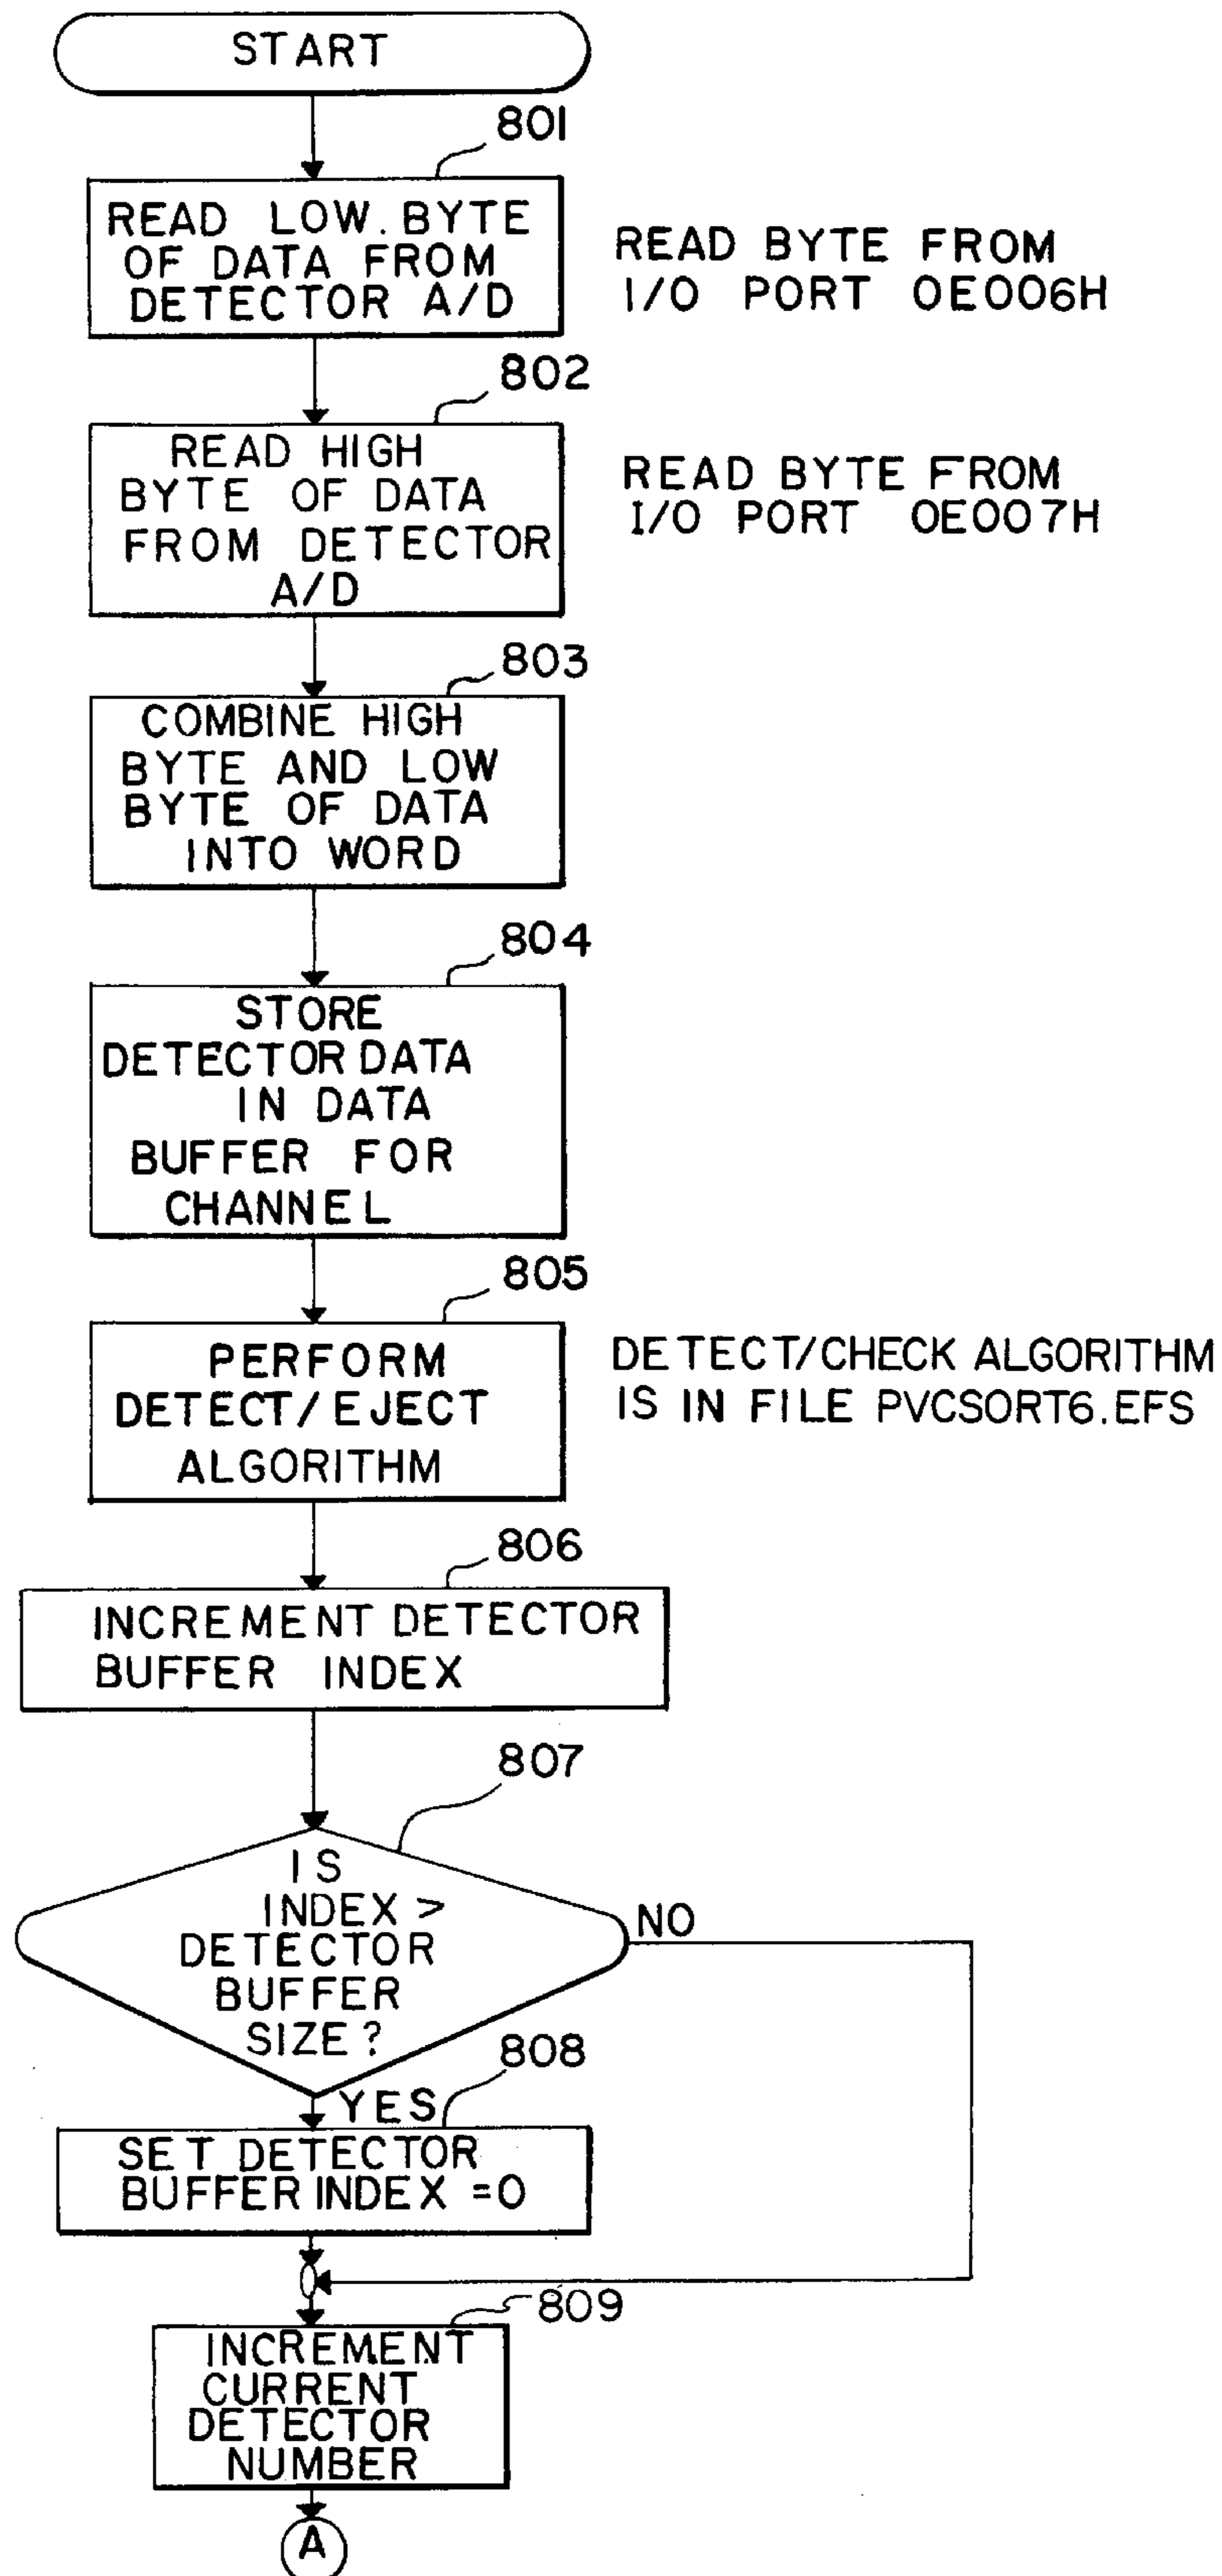 START
801
READ LOW. BYTE
OF DATA FROM
DETECTOR A/D
READ BYTE FROM
I/O PORT OE006H
802
READ HIGH
BYTE OF DATA
FROM DETECTOR
A/D
READ BYTE FROM
I/O PORT OE007H
803
COMBINE HIGH
BYTE AND LOW
BYTE OF DATA
INTO WORD
804
STORE
DETECTOR DATA
IN DATA
BUFFER FOR
CHANNEL
805
PERFORM
DETECT/EJECT
ALGORITHM
DETECT/CHECK ALGORITHM
IS IN FILE PVCSORT6.EFS
806
INCREMENT DETECTOR
BUFFER INDEX
807
IS
INDEX >
DETECTOR
BUFFER
SIZE?
NO
YES
808
SET DETECTOR
BUFFER INDEX =0
809
INCREMENT
CURRENT
DETECTOR
NUMBER
A